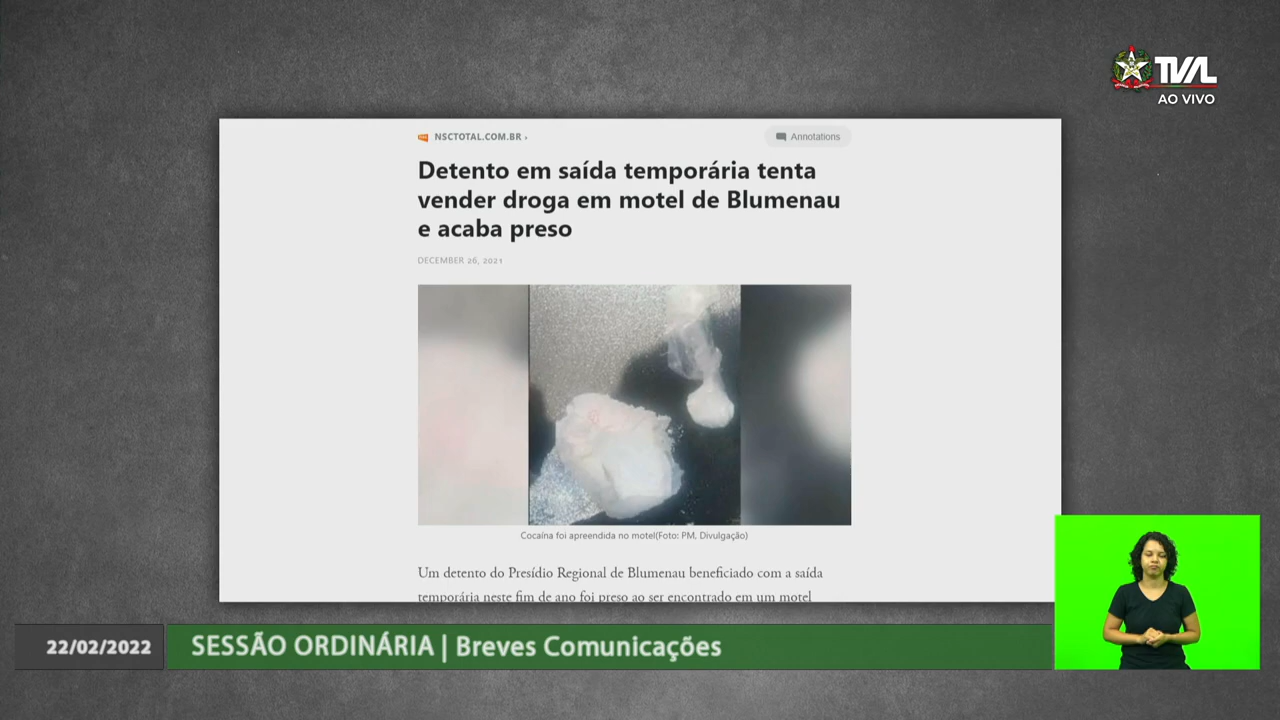 TVAL
AO VIVO
NSCTOTAL.COM.BR ›
Annotations
Detento em saída temporária tenta
vender droga em motel de Blumenau
e acaba preso
DECEMBER 26, 2021
Cocaína foi apreendida no motel(Foto: PM, Divulgação)
Um detento do Presídio Regional de Blumenau beneficiado com a saída
temporária neste fim de ano foi preso ao ser encontrado em um motel
22/02/2022
SESSÃO ORDINÁRIA | Breves Comunicações